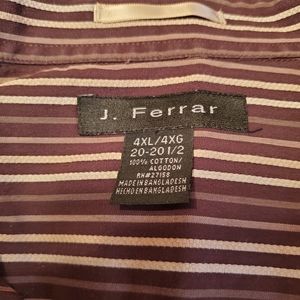 J. Ferrar
4XL/4XG
20-20 1/2
100% COTTON/
ALGODON
RN#27158
MADE IN BANGLADESH
HECHO EN BANGLADESH